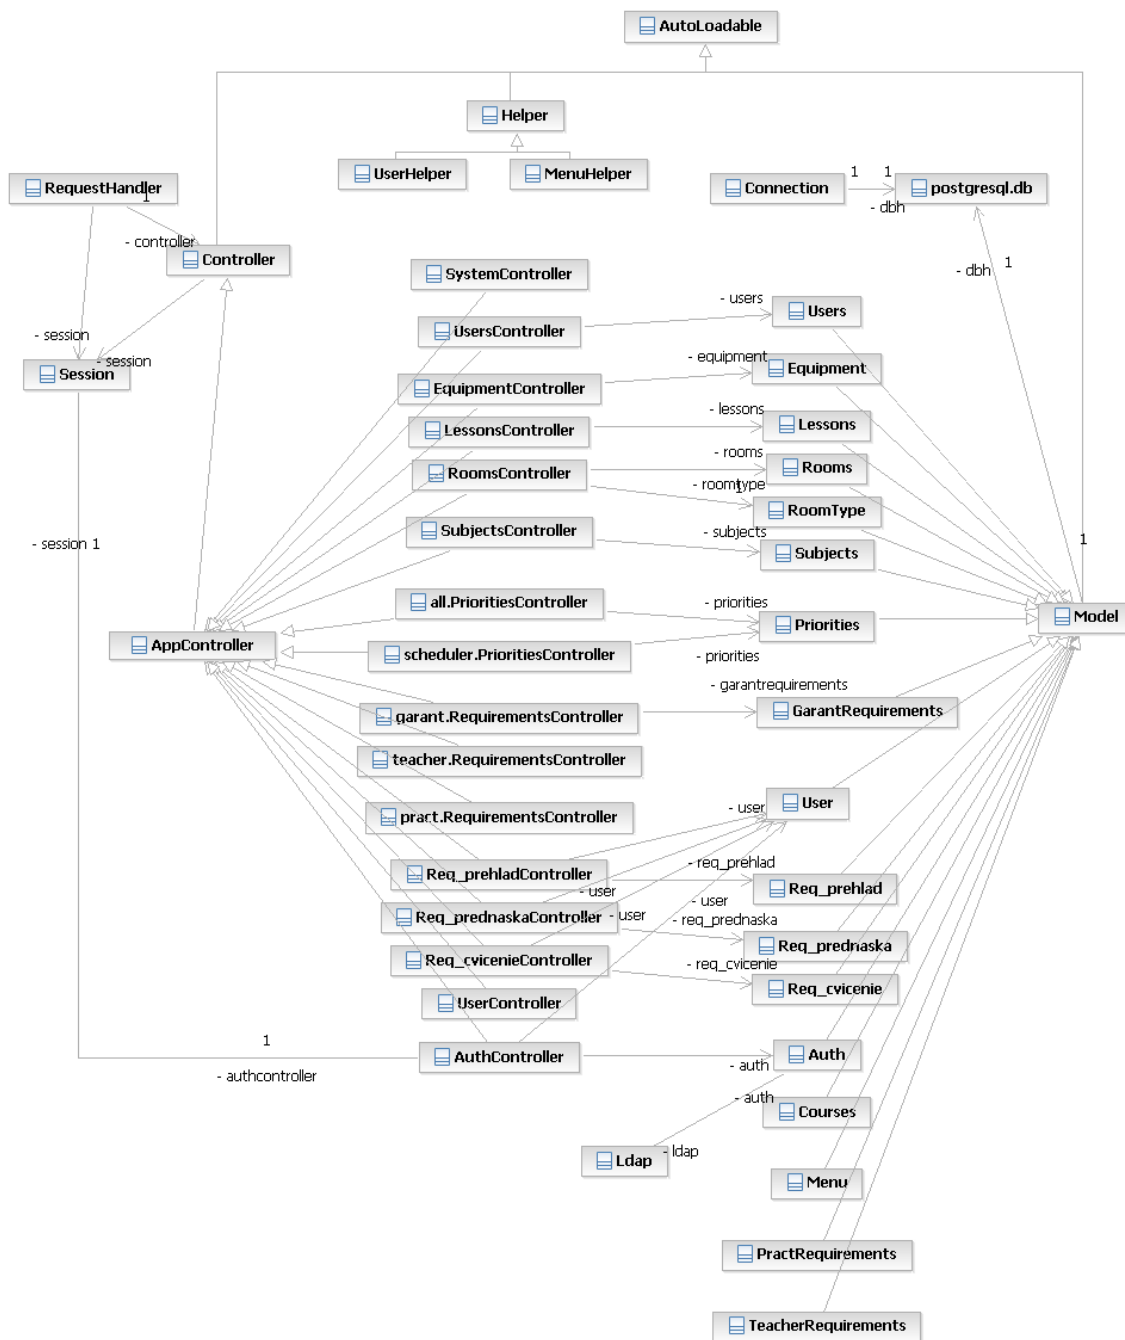 AutoLoadable
Helper
UserHelper
MenuHelper
RequestHandler
1
Connection
1
1
postgresql.db
- dbh
- controller
Controller
SystemController
- dbh
1
- users
UsersController
Users
- session
- session
Session
- equipment
EquipmentController
Equipment
- lessons
LessonsController
Lessons
- rooms
RoomsController
Rooms
- roomtype
1
RoomType
SubjectsController
- subjects
Subjects
- session 1
1
all.PrioritiesController
- priorities
Priorities
Model
AppController
scheduler.PrioritiesController
- priorities
- garantrequirements
garant.RequirementsController
GarantRequirements
teacher.RequirementsController
User
- user
pract.RequirementsController
- req_prehlad
Req_prehladController
- user
- user
Req_prehlad
Req_prednaskaController
- user
- req_prednaska
Req_prednaska
Req_cvicenieController
- req_cvicenie
Req_cvicenie
UserController
1
AuthController
Auth
- auth
- authcontroller
- auth
Courses
Ldap
- ldap
Menu
PractRequirements
TeacherRequirements